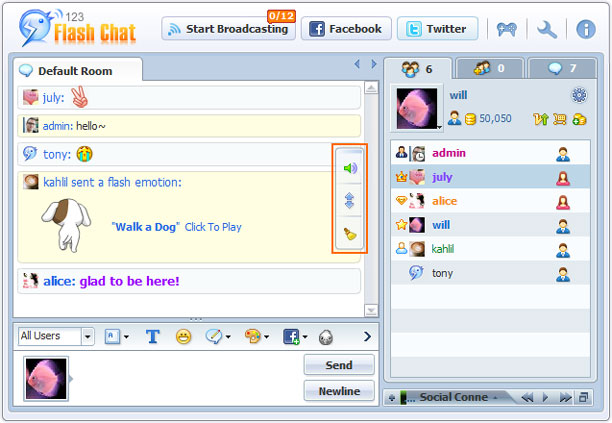 123
Flash Chat
Start Broadcasting
0/12
Facebook
Twitter
Default Room
july:
admin: hello~
tony:
kahlil sent a flash emotion:
"Walk a Dog" Click To Play
alice: glad to be here!
All Users
A
T
Send
Newline
6
0
7
will
50,050
admin
july
alice
will
kahlil
tony
... Social Conne